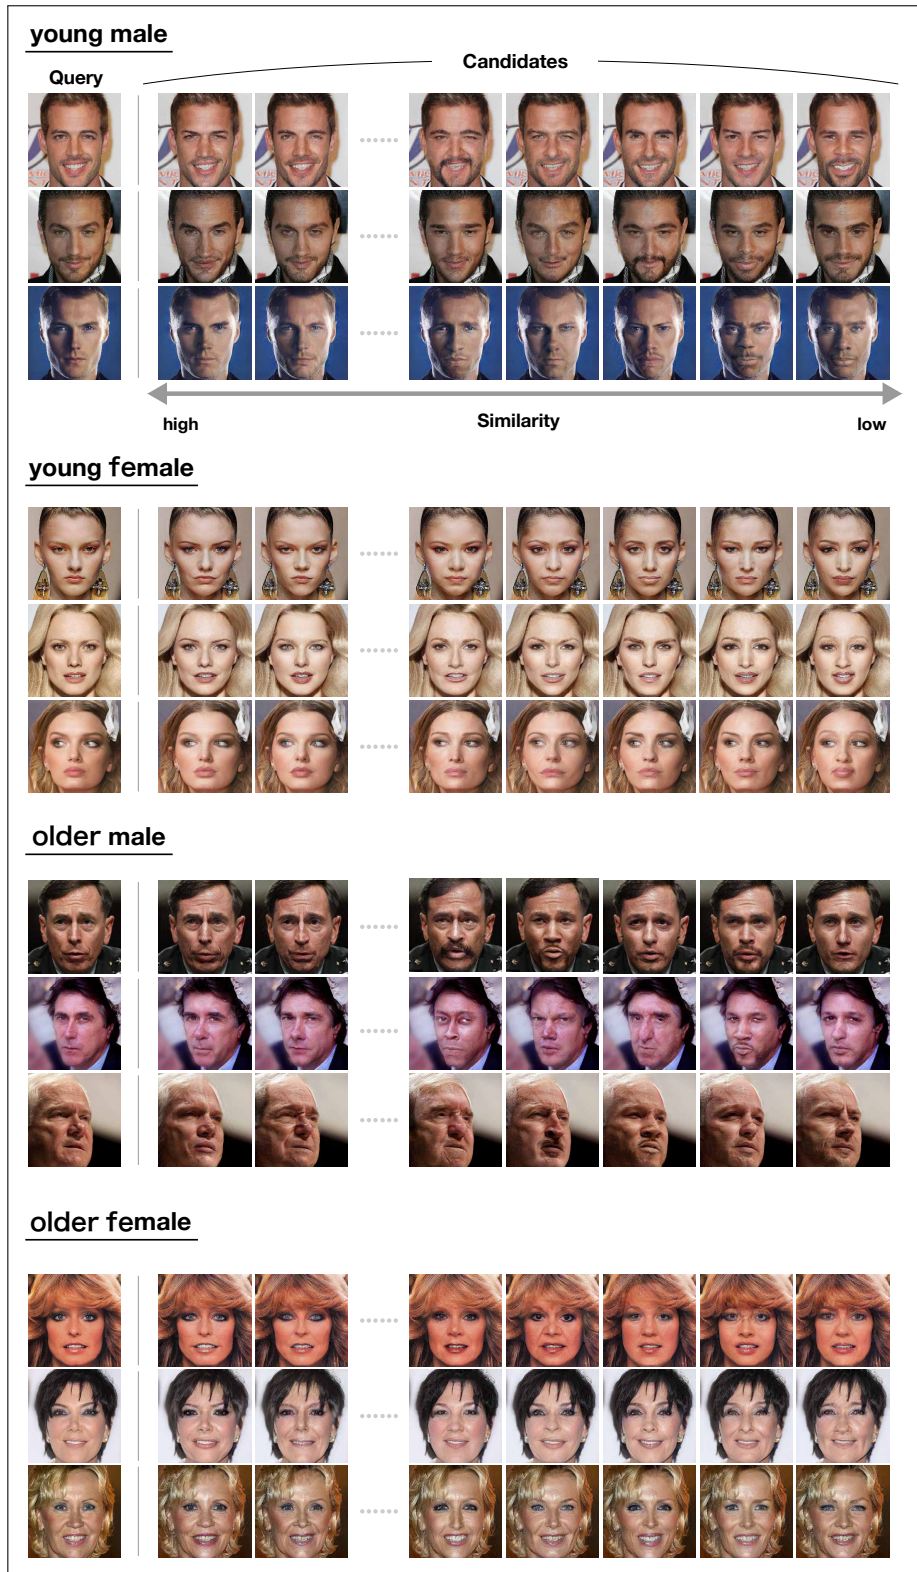 young male
Query
Candidates
high
Similarity
low
young female
older male
older female